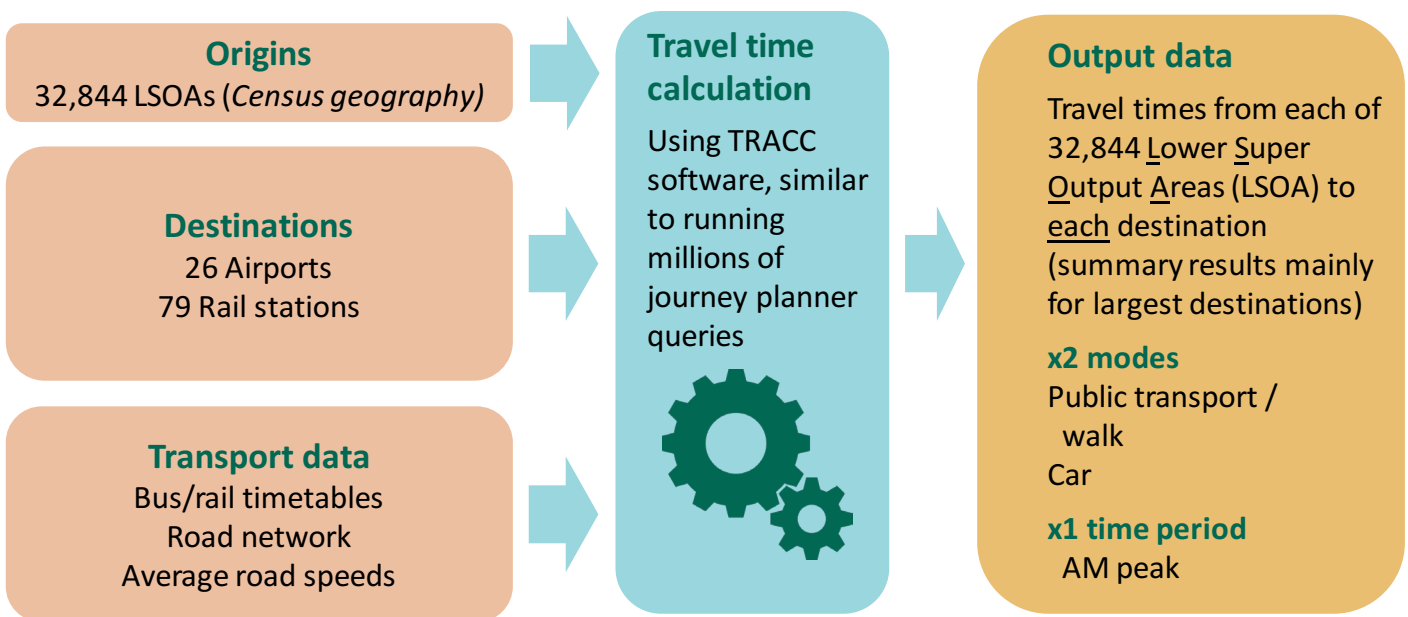 Origins
32,844 LSOAs (Census geography)
Destinations
26 Airports
79 Rail stations
Transport data
Bus/rail timetables
Road network
Average road speeds
Travel time
calculation
Using TRACC
software, similar
to running
millions of
journey planner
queries
Output data
Travel times from each of
32,844 Lower Super
Output Areas (LSOA) to
each destination
(summary results mainly
for largest destinations)
x2 modes
Public transport /
walk
Car
x1 time period
AM peak